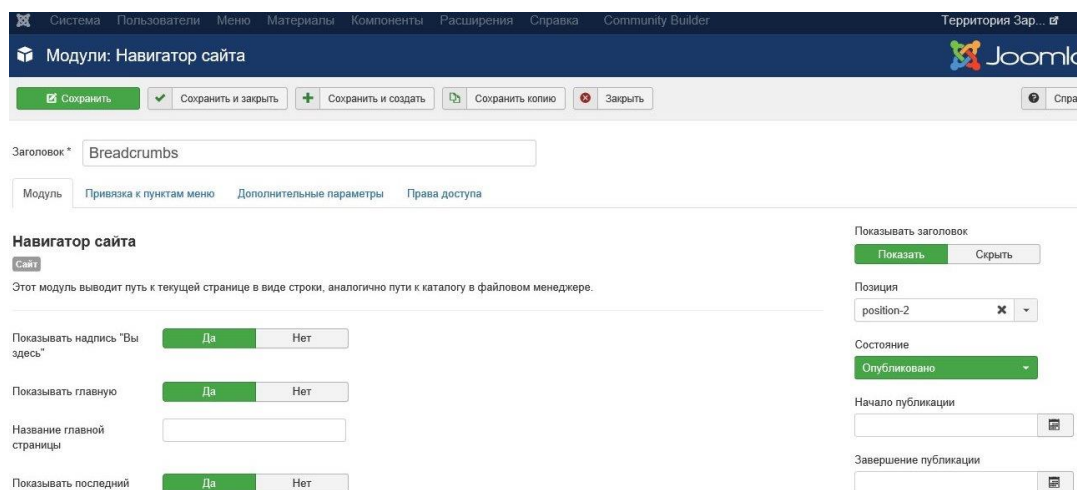 Система Пользователи Меню Материалы Компоненты Расширения Справка Community Builder Территория Зар...
Модули: Навигатор сайта
Сохранить Сохранить и закрыть Сохранить и создать Сохранить копию Закрыть
Заголовок * Breadcrumbs
Модуль Привязка к пунктам меню Дополнительные параметры Права доступа
Навигатор сайта
Сайт
Этот модуль выводит путь к текущей странице в виде строки, аналогично пути к каталогу в файловом менеджере.
Показывать надпись "Вы
здесь"
Да Нет
Показывать главную Да Нет
Название главной
страницы
Показывать последний Да Нет
Показывать заголовок
Показать Скрыть
Позиция
position-2
Состояние
Опубликовано
Начало публикации
Завершение публикации